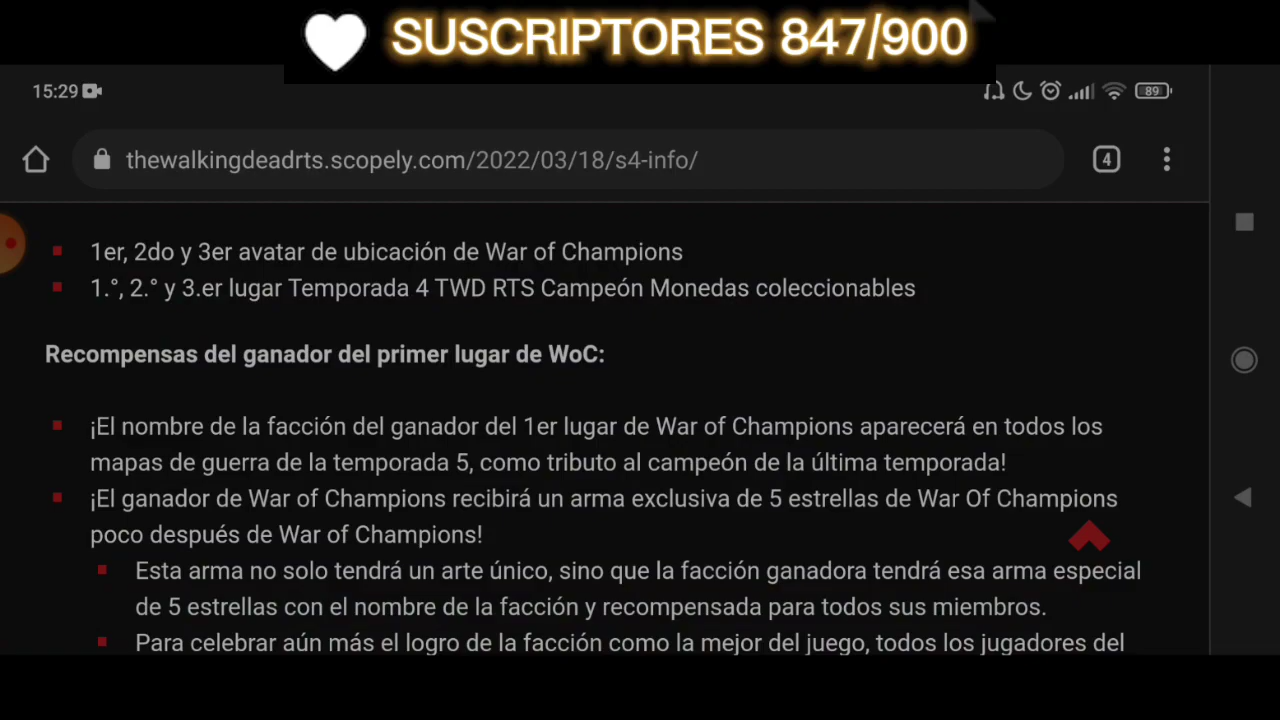 SUSCRIPTORES 847/900
15:29
89
thewalkingdeadrts.scopely.com/2022/03/18/s4-info/
4
1er, 2do y 3er avatar de ubicación de War of Champions
1.°, 2.° y 3.er lugar Temporada 4 TWD RTS Campeón Monedas coleccionables
Recompensas del ganador del primer lugar de WoC:
¡El nombre de la facción del ganador del 1er lugar de War of Champions aparecerá en todos los
mapas de guerra de la temporada 5, como tributo al campeón de la última temporada!
¡El ganador de War of Champions recibirá un arma exclusiva de 5 estrellas de War Of Champions
poco después de War of Champions!
Esta arma no solo tendrá un arte único, sino que la facción ganadora tendrá esa arma especial
de 5 estrellas con el nombre de la facción y recompensada para todos sus miembros.
Para celebrar aún más el logro de la facción como la mejor del juego, todos los jugadores del